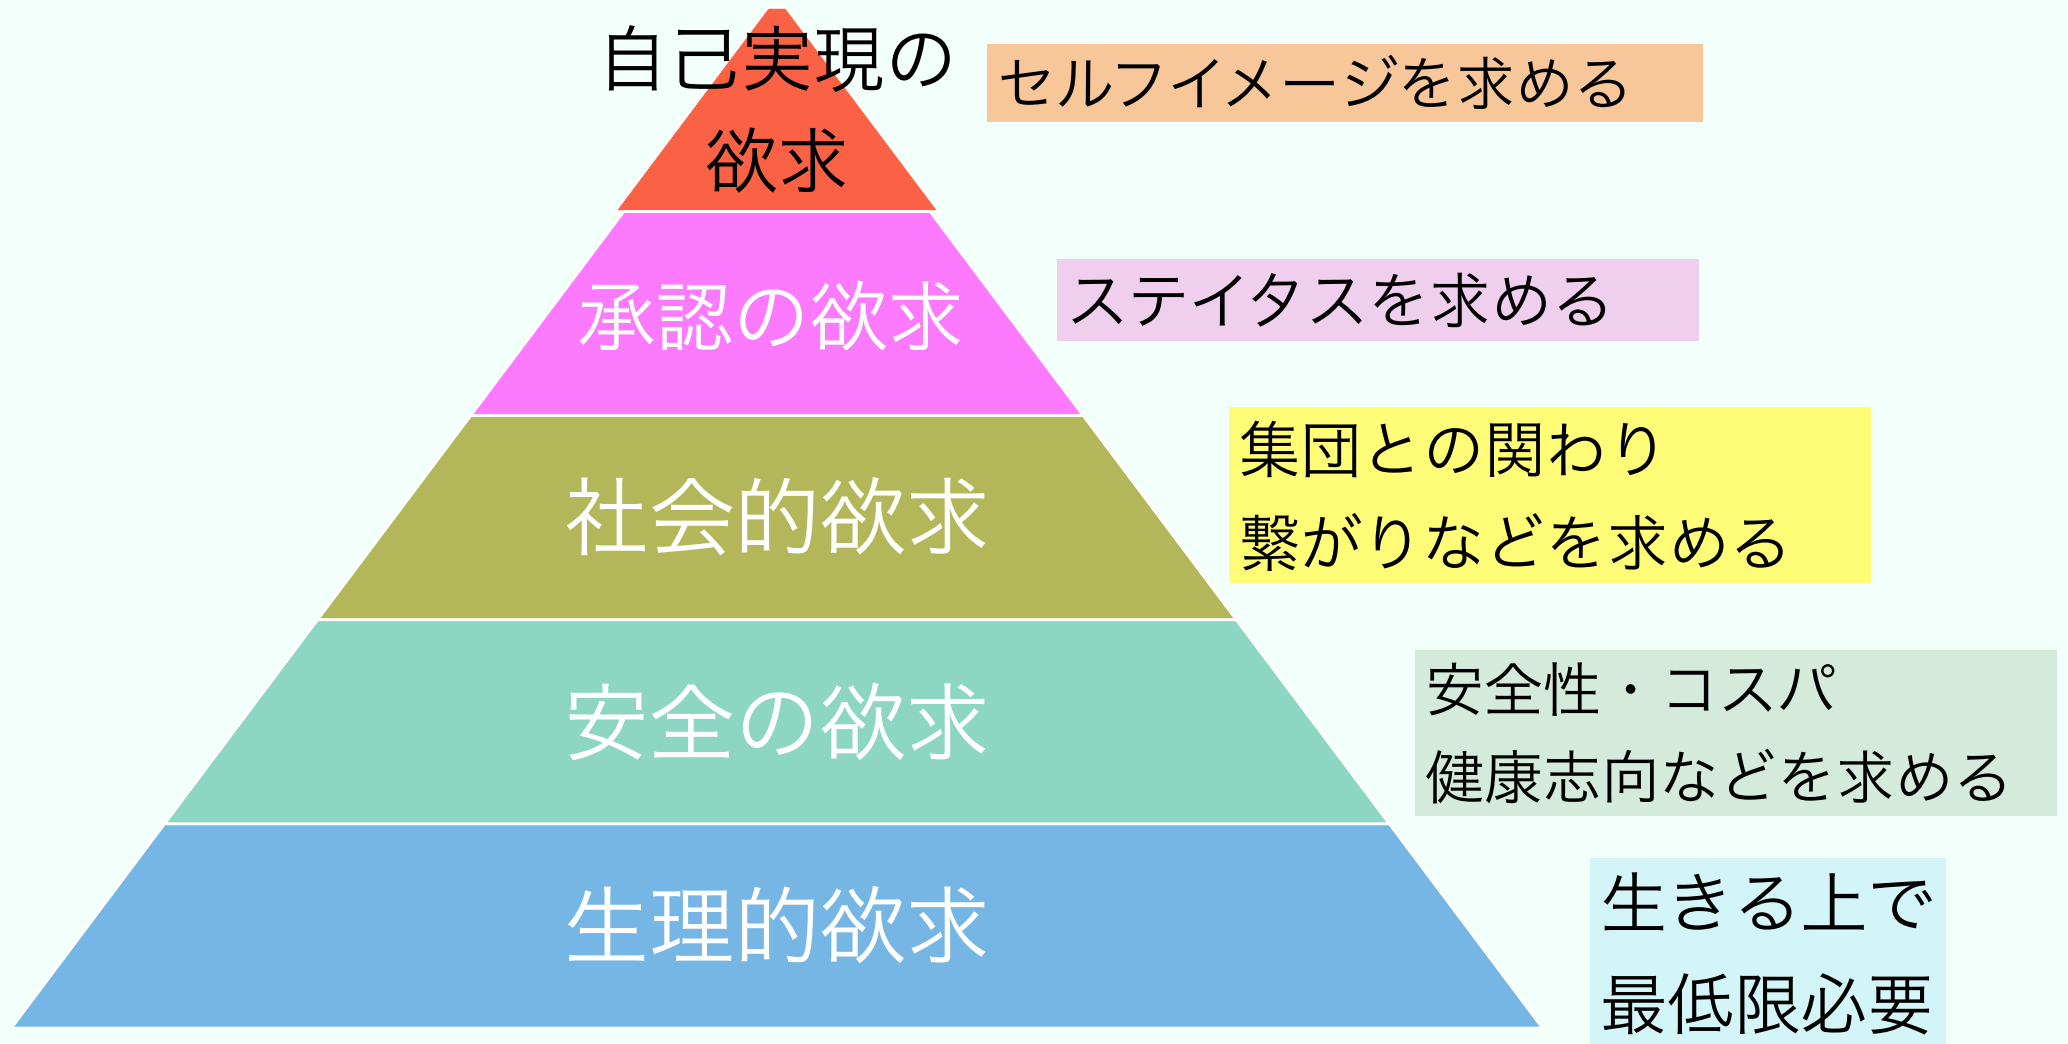 自己実現の
欲求
セルフイメージを求める
承認の欲求
ステイタスを求める
社会的欲求
集団との関わり
繋がりなどを求める
安全の欲求
安全性・コスパ
健康志向などを求める
生理的欲求
生きる上で
最低限必要